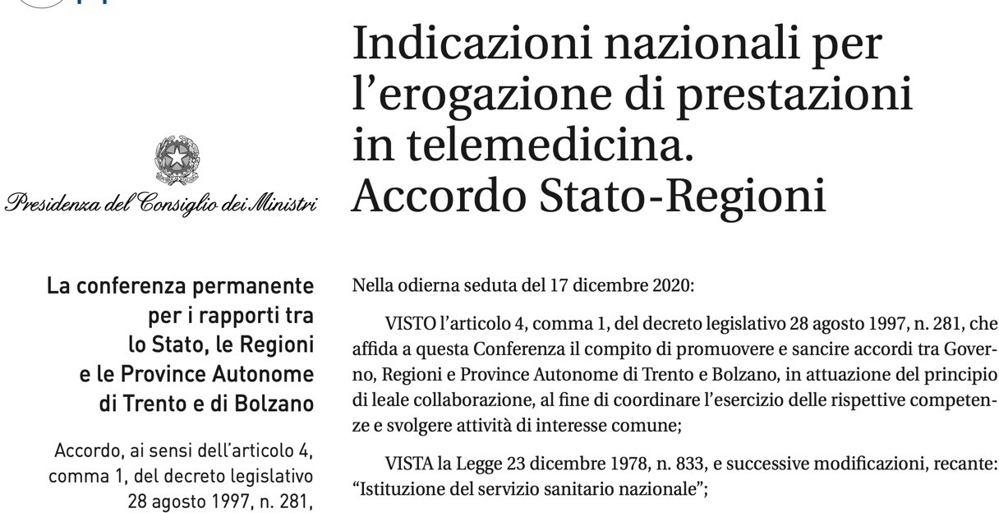 Indicazioni nazionali per
l’erogazione di prestazioni
in telemedicina.
Accordo Stato-Regioni
Presidenza del Consiglio dei Ministri
La conferenza permanente
per i rapporti tra
lo Stato, le Regioni
e le Province Autonome
di Trento e di Bolzano
Accordo, ai sensi dell’articolo 4,
comma 1, del decreto legislativo
28 agosto 1997, n. 281,
Nella odierna seduta del 17 dicembre 2020:
VISTO l’articolo 4, comma 1, del decreto legislativo 28 agosto 1997, n. 281, che
affida a questa Conferenza il compito di promuovere e sancire accordi tra Gover-
no, Regioni e Province Autonome di Trento e Bolzano, in attuazione del principio
di leale collaborazione, al fine di coordinare l’esercizio delle rispettive competen-
ze e svolgere attività di interesse comune;
VISTA la Legge 23 dicembre 1978, n. 833, e successive modificazioni, recante:
“Istituzione del servizio sanitario nazionale”;